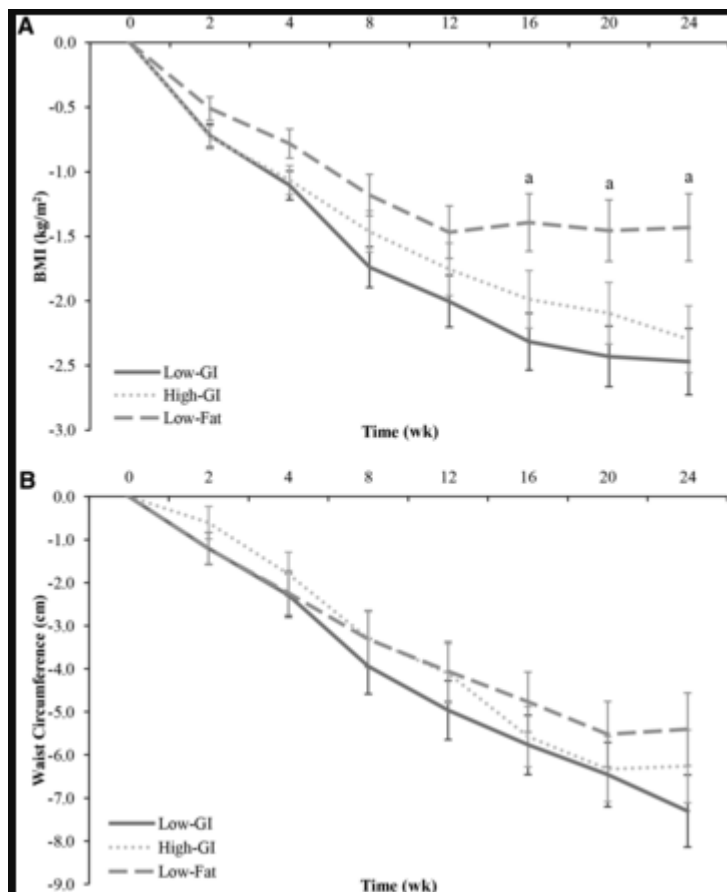 A
0 2 4 8 12 16 20 24
0.0
-0.5
-1.0
-1.5
-2.0
-2.5
-3.0
BMI (kg/m²)
a a a
Low-GI
High-GI
Low-Fat
Time (wk)
B
0 2 4 8 12 16 20 24
0.0
-1.0
-2.0
-3.0
-4.0
-5.0
-6.0
-7.0
-8.0
-9.0
Waist Circumference (cm)
Low-GI
High-GI
Low-Fat
Time (wk)